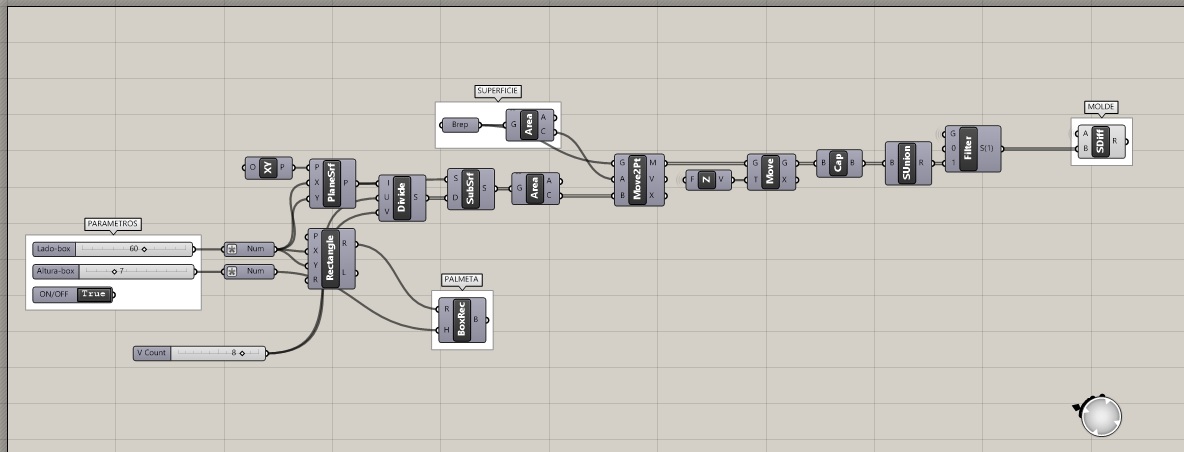 SUPERFICIE
Brep
G Area A C
MOLDE
A B SDiff R
G 0 1 Filter S(1)
O XY P
P X Y PlaneSrf P
I U V Divide S
S D SubSrf S
G Area A C
G A B Move2Pt M V X
F Z V
G T Move G X
B Cap B
B SUnion R
PARAMETROS
Lado-box 60
Num
Altura-box 7
Num
ON/OFF True
P X Y R Rectangle R L
PALMETA
R H BoxRec B
V Count 8